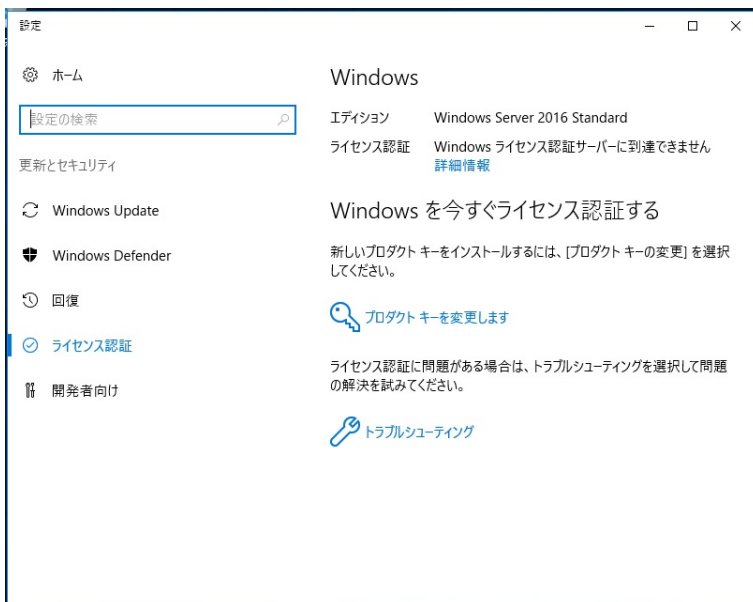 設定
ホーム
設定の検索
更新とセキュリティ
Windows Update
Windows Defender
回復
ライセンス認証
開発者向け
Windows
エディション Windows Server 2016 Standard
ライセンス認証 Windows ライセンス認証サーバーに到達できません
詳細情報
Windows を今すぐライセンス認証する
新しいプロダクト キーをインストールするには、[プロダクト キーの変更] を選択
してください。
プロダクト キーを変更します
ライセンス認証に問題がある場合は、トラブルシューティングを選択して問題
の解決を試みてください。
トラブルシューティング